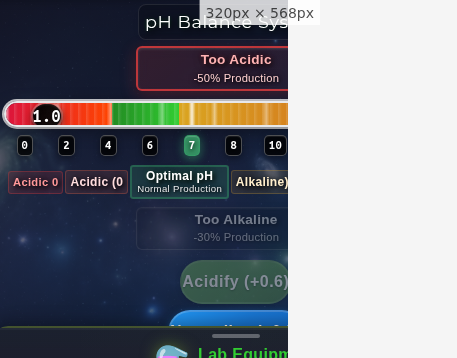 320px × 568px
pH Balance Sys
Too Acidic
-50% Production
1.0
0 2 4 6 7 8 10
Acidic 0 Acidic (0 Optimal pH Alkaline)
Normal Production
Too Alkaline
-30% Production
Acidify (+0.6)
Lab Equipm